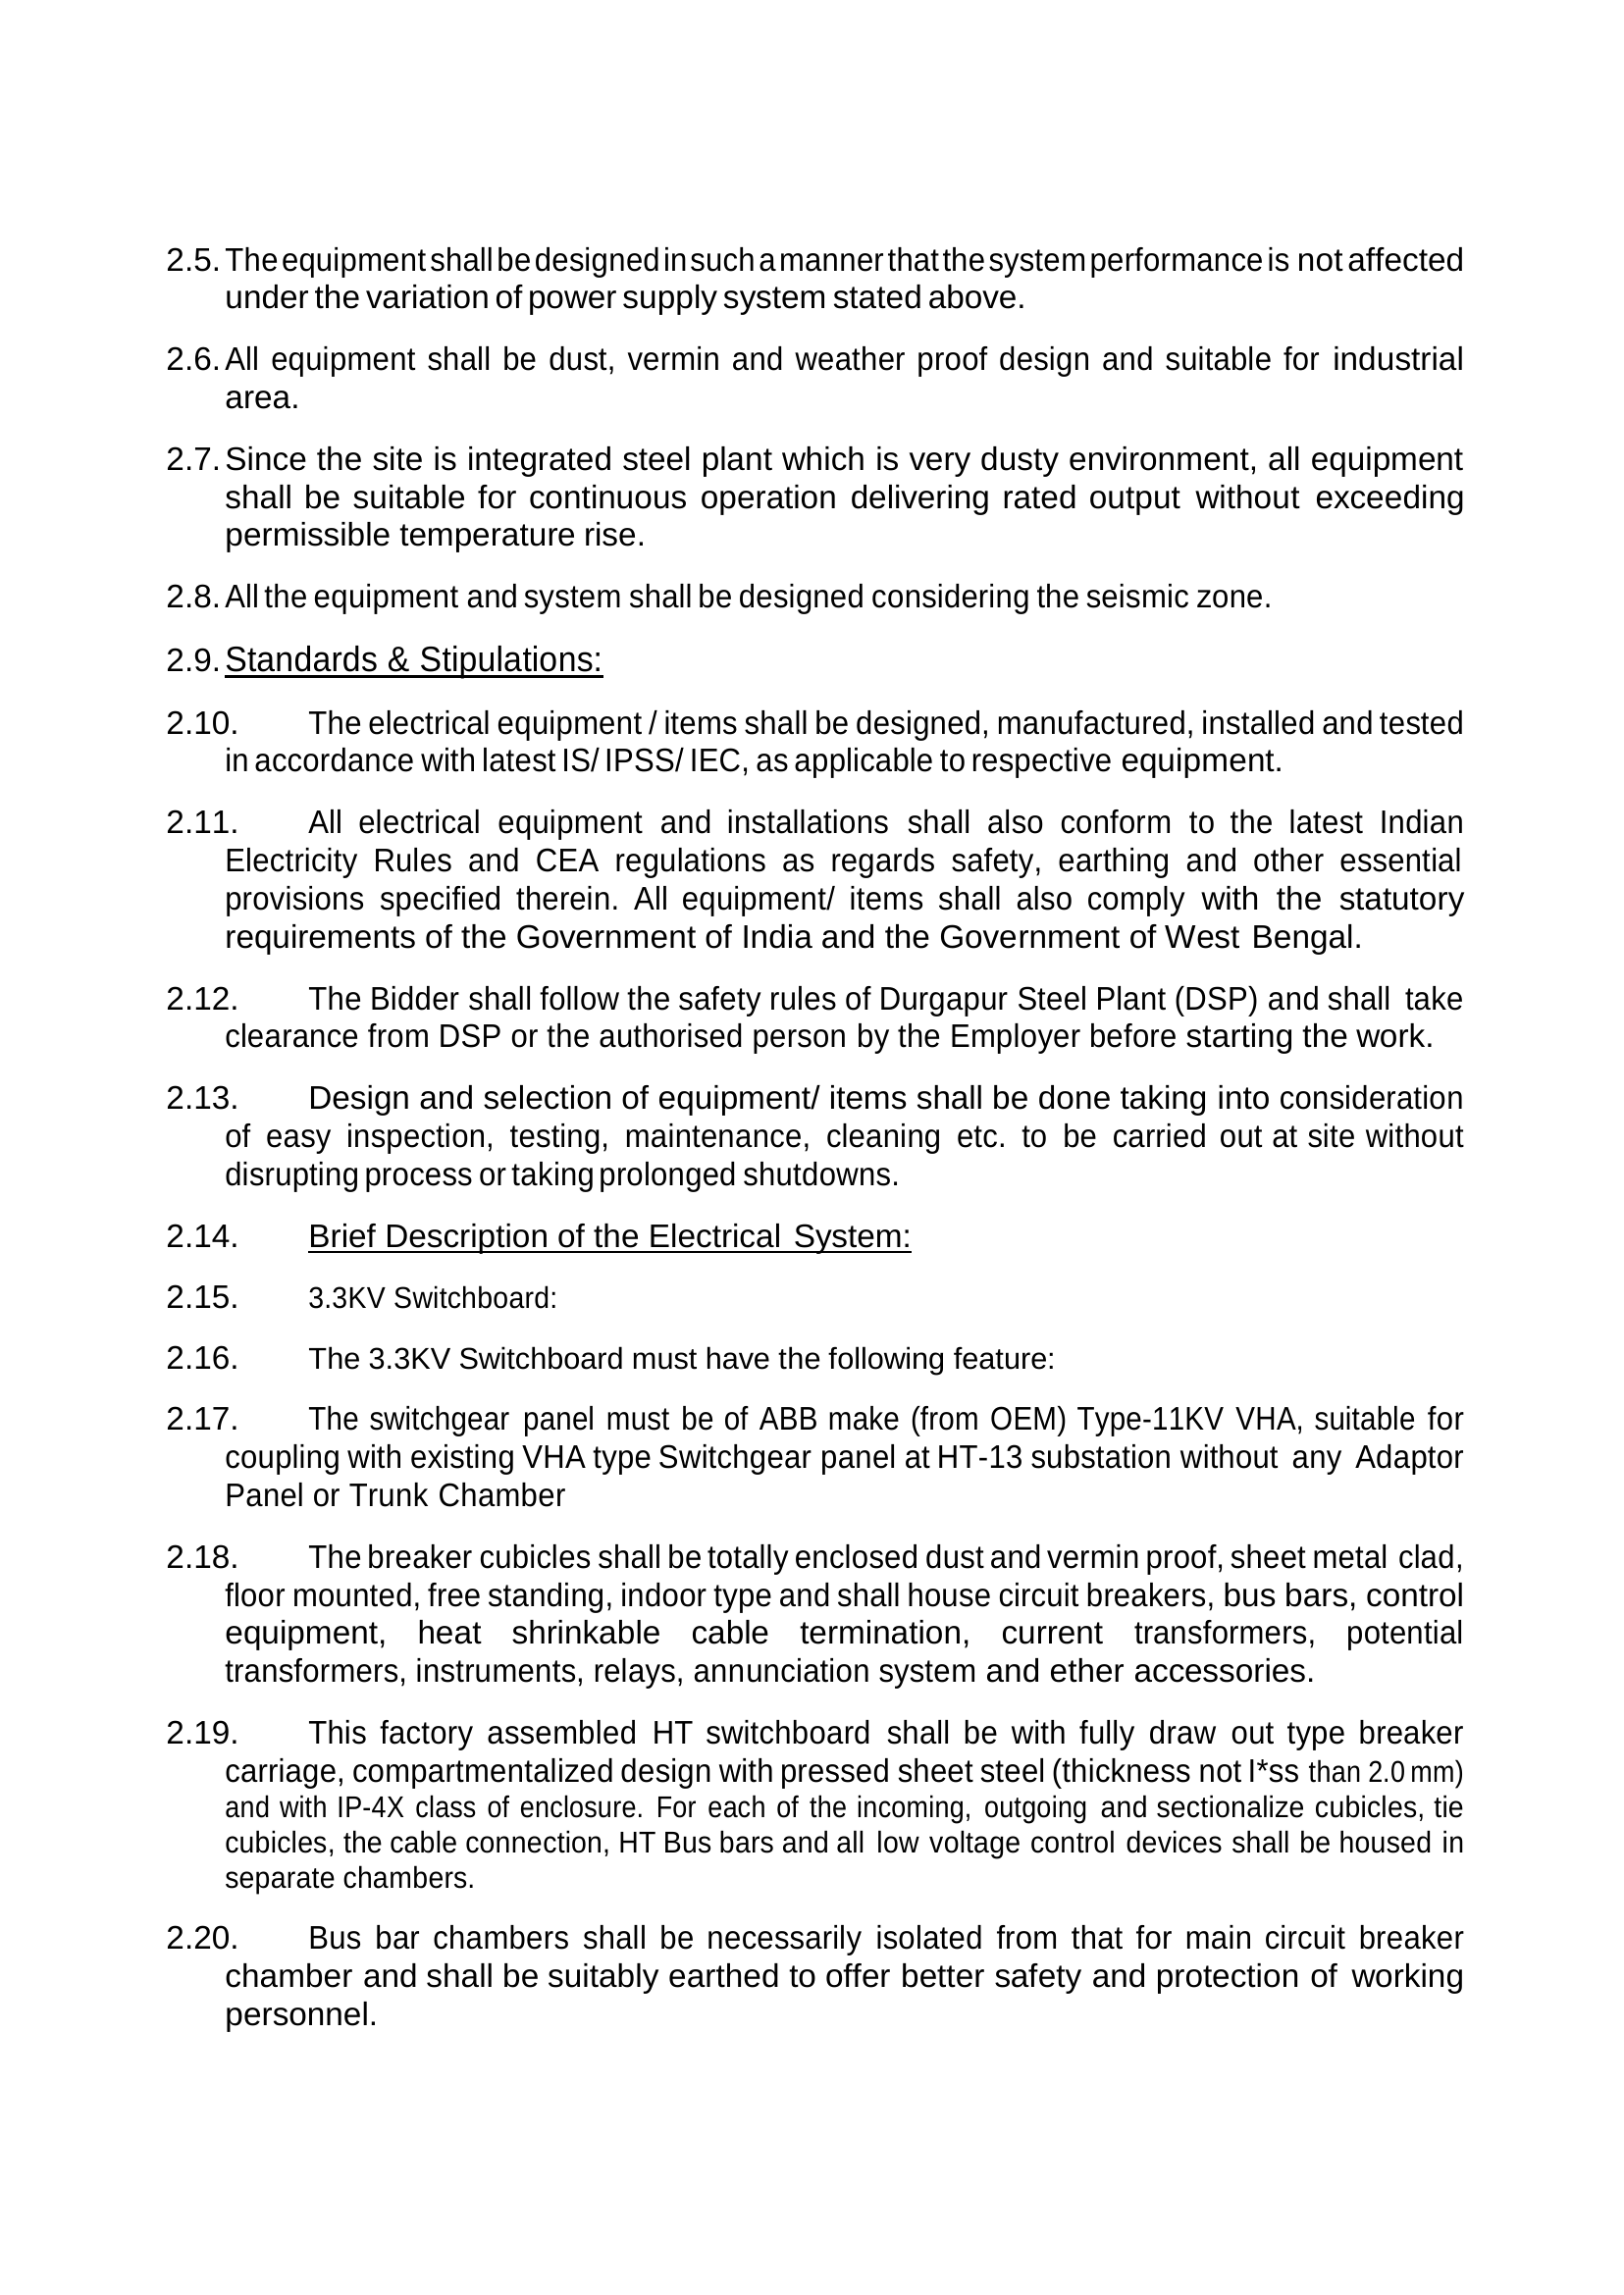 2.5. The equipment shall be designed in such a manner that the system performance is not affected
under the variation of power supply system stated above.
2.6. All equipment shall be dust, vermin and weather proof design and suitable for industrial
area.
2.7. Since the site is integrated steel plant which is very dusty environment, all equipment
shall be suitable for continuous operation delivering rated output without exceeding
permissible temperature rise.
2.8. All the equipment and system shall be designed considering the seismic zone.
2.9. Standards & Stipulations:
2.10. The electrical equipment / items shall be designed, manufactured, installed and tested
in accordance with latest IS/ IPSS/ IEC, as applicable to respective equipment.
2.11. All electrical equipment and installations shall also conform to the latest Indian
Electricity Rules and CEA regulations as regards safety, earthing and other essential
provisions specified therein. All equipment/ items shall also comply with the statutory
requirements of the Government of India and the Government of West Bengal.
2.12. The Bidder shall follow the safety rules of Durgapur Steel Plant (DSP) and shall take
clearance from DSP or the authorised person by the Employer before starting the work.
2.13. Design and selection of equipment/ items shall be done taking into consideration
of easy inspection, testing, maintenance, cleaning etc. to be carried out at site without
disrupting process or taking prolonged shutdowns.
2.14. Brief Description of the Electrical System:
2.15. 3.3KV Switchboard:
2.16. The 3.3KV Switchboard must have the following feature:
2.17. The switchgear panel must be of ABB make (from OEM) Type-11KV VHA, suitable for
coupling with existing VHA type Switchgear panel at HT-13 substation without any Adaptor
Panel or Trunk Chamber
2.18. The breaker cubicles shall be totally enclosed dust and vermin proof, sheet metal clad,
floor mounted, free standing, indoor type and shall house circuit breakers, bus bars, control
equipment, heat shrinkable cable termination, current transformers, potential
transformers, instruments, relays, annunciation system and ether accessories.
2.19. This factory assembled HT switchboard shall be with fully draw out type breaker
carriage, compartmentalized design with pressed sheet steel (thickness not I*ss than 2.0 mm)
and with IP-4X class of enclosure. For each of the incoming, outgoing and sectionalize cubicles, tie
cubicles, the cable connection, HT Bus bars and all low voltage control devices shall be housed in
separate chambers.
2.20. Bus bar chambers shall be necessarily isolated from that for main circuit breaker
chamber and shall be suitably earthed to offer better safety and protection of working
personnel.